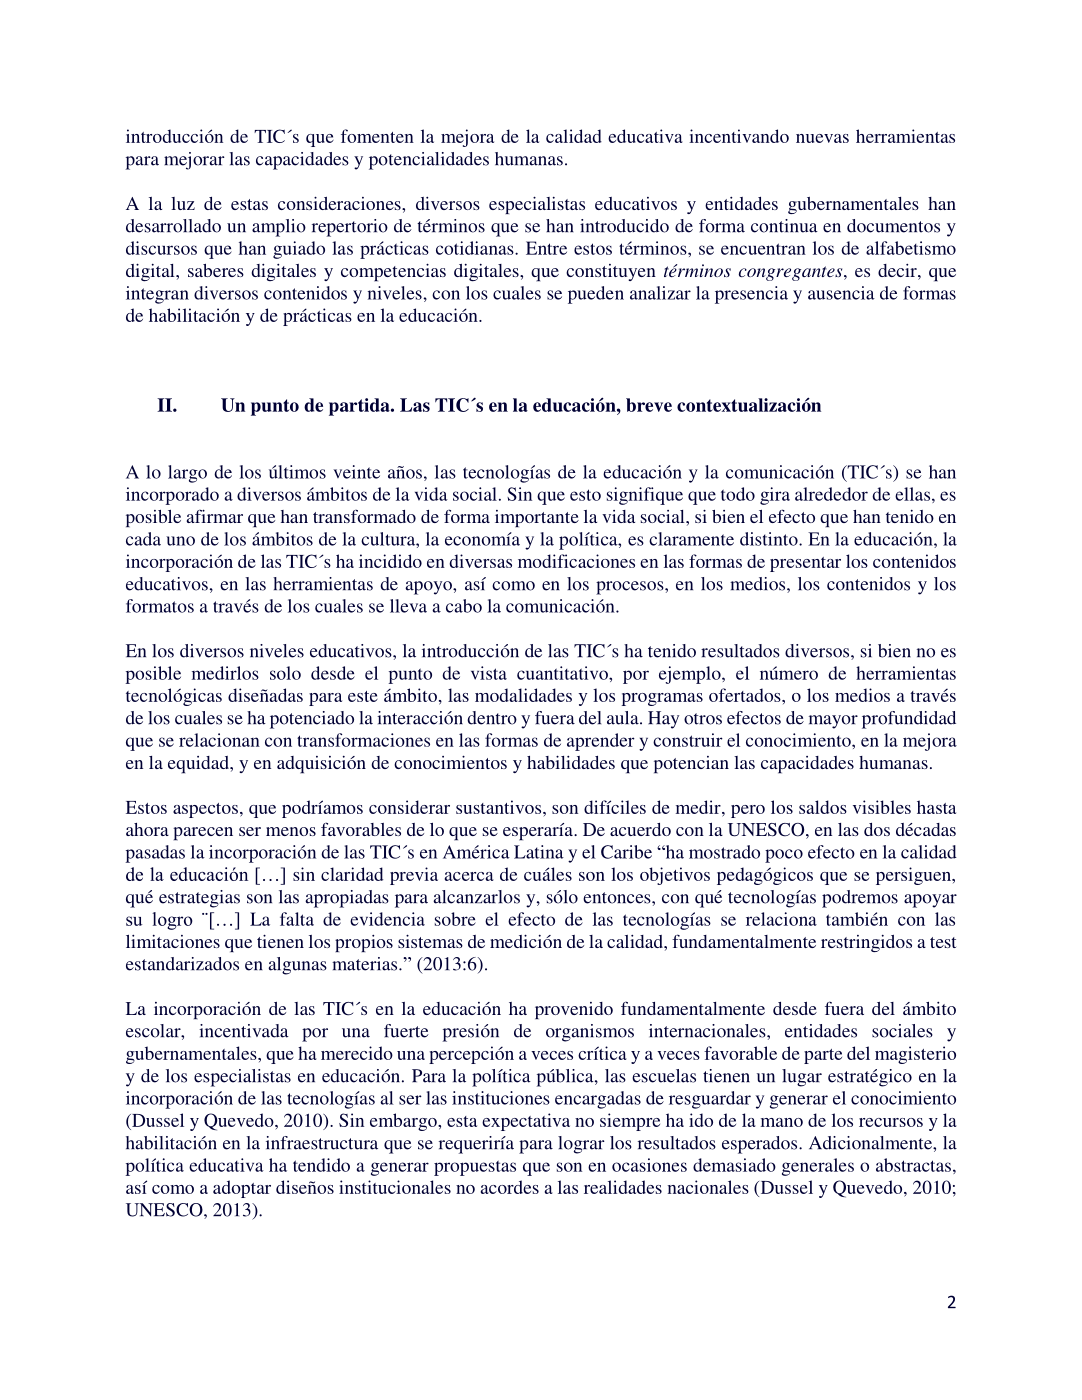 introducción de TIC´s que fomenten la mejora de la calidad educativa incentivando nuevas herramientas
para mejorar las capacidades y potencialidades humanas.
A la luz de estas consideraciones, diversos especialistas educativos y entidades gubernamentales han
desarrollado un amplio repertorio de términos que se han introducido de forma continua en documentos y
discursos que han guiado las prácticas cotidianas. Entre estos términos, se encuentran los de alfabetismo
digital, saberes digitales y competencias digitales, que constituyen términos congregantes, es decir, que
integran diversos contenidos y niveles, con los cuales se pueden analizar la presencia y ausencia de formas
de habilitación y de prácticas en la educación.
II. Un punto de partida. Las TIC´s en la educación, breve contextualización
A lo largo de los últimos veinte años, las tecnologías de la educación y la comunicación (TIC´s) se han
incorporado a diversos ámbitos de la vida social. Sin que esto signifique que todo gira alrededor de ellas, es
posible afirmar que han transformado de forma importante la vida social, si bien el efecto que han tenido en
cada uno de los ámbitos de la cultura, la economía y la política, es claramente distinto. En la educación, la
incorporación de las TIC´s ha incidido en diversas modificaciones en las formas de presentar los contenidos
educativos, en las herramientas de apoyo, así como en los procesos, en los medios, los contenidos y los
formatos a través de los cuales se lleva a cabo la comunicación.
En los diversos niveles educativos, la introducción de las TIC´s ha tenido resultados diversos, si bien no es
posible medirlos solo desde el punto de vista cuantitativo, por ejemplo, el número de herramientas
tecnológicas diseñadas para este ámbito, las modalidades y los programas ofertados, o los medios a través
de los cuales se ha potenciado la interacción dentro y fuera del aula. Hay otros efectos de mayor profundidad
que se relacionan con transformaciones en las formas de aprender y construir el conocimiento, en la mejora
en la equidad, y en adquisición de conocimientos y habilidades que potencian las capacidades humanas.
Estos aspectos, que podríamos considerar sustantivos, son difíciles de medir, pero los saldos visibles hasta
ahora parecen ser menos favorables de lo que se esperaría. De acuerdo con la UNESCO, en las dos décadas
pasadas la incorporación de las TIC´s en América Latina y el Caribe “ha mostrado poco efecto en la calidad
de la educación […] sin claridad previa acerca de cuáles son los objetivos pedagógicos que se persiguen,
qué estrategias son las apropiadas para alcanzarlos y, sólo entonces, con qué tecnologías podremos apoyar
su logro ¨[…] La falta de evidencia sobre el efecto de las tecnologías se relaciona también con las
limitaciones que tienen los propios sistemas de medición de la calidad, fundamentalmente restringidos a test
estandarizados en algunas materias.” (2013:6).
La incorporación de las TIC´s en la educación ha provenido fundamentalmente desde fuera del ámbito
escolar, incentivada por una fuerte presión de organismos internacionales, entidades sociales y
gubernamentales, que ha merecido una percepción a veces crítica y a veces favorable de parte del magisterio
y de los especialistas en educación. Para la política pública, las escuelas tienen un lugar estratégico en la
incorporación de las tecnologías al ser las instituciones encargadas de resguardar y generar el conocimiento
(Dussel y Quevedo, 2010). Sin embargo, esta expectativa no siempre ha ido de la mano de los recursos y la
habilitación en la infraestructura que se requeriría para lograr los resultados esperados. Adicionalmente, la
política educativa ha tendido a generar propuestas que son en ocasiones demasiado generales o abstractas,
así como a adoptar diseños institucionales no acordes a las realidades nacionales (Dussel y Quevedo, 2010;
UNESCO, 2013).
2